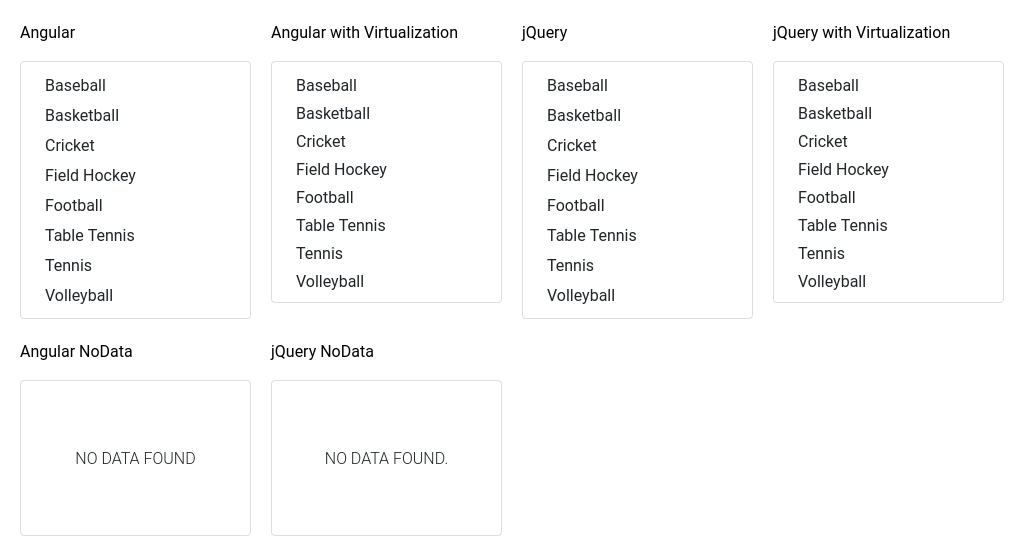 Angular
Baseball
Basketball
Cricket
Field Hockey
Football
Table Tennis
Tennis
Volleyball
Angular with Virtualization
Baseball
Basketball
Cricket
Field Hockey
Football
Table Tennis
Tennis
Volleyball
jQuery
Baseball
Basketball
Cricket
Field Hockey
Football
Table Tennis
Tennis
Volleyball
jQuery with Virtualization
Baseball
Basketball
Cricket
Field Hockey
Football
Table Tennis
Tennis
Volleyball
Angular NoData
NO DATA FOUND
jQuery NoData
NO DATA FOUND.